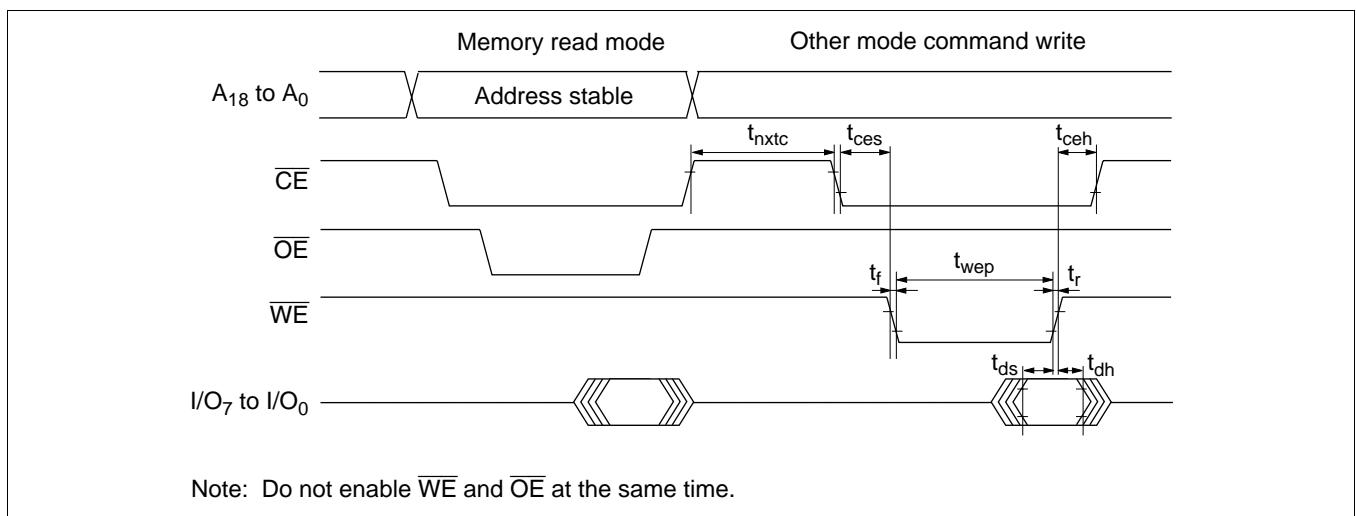 Memory read mode Other mode command write
A18 to A0 Address stable
tnxtc tces tceh
CE
OE
tf twep tr
WE
tds tdh
I/O7 to I/O0
Note: Do not enable WE and OE at the same time.